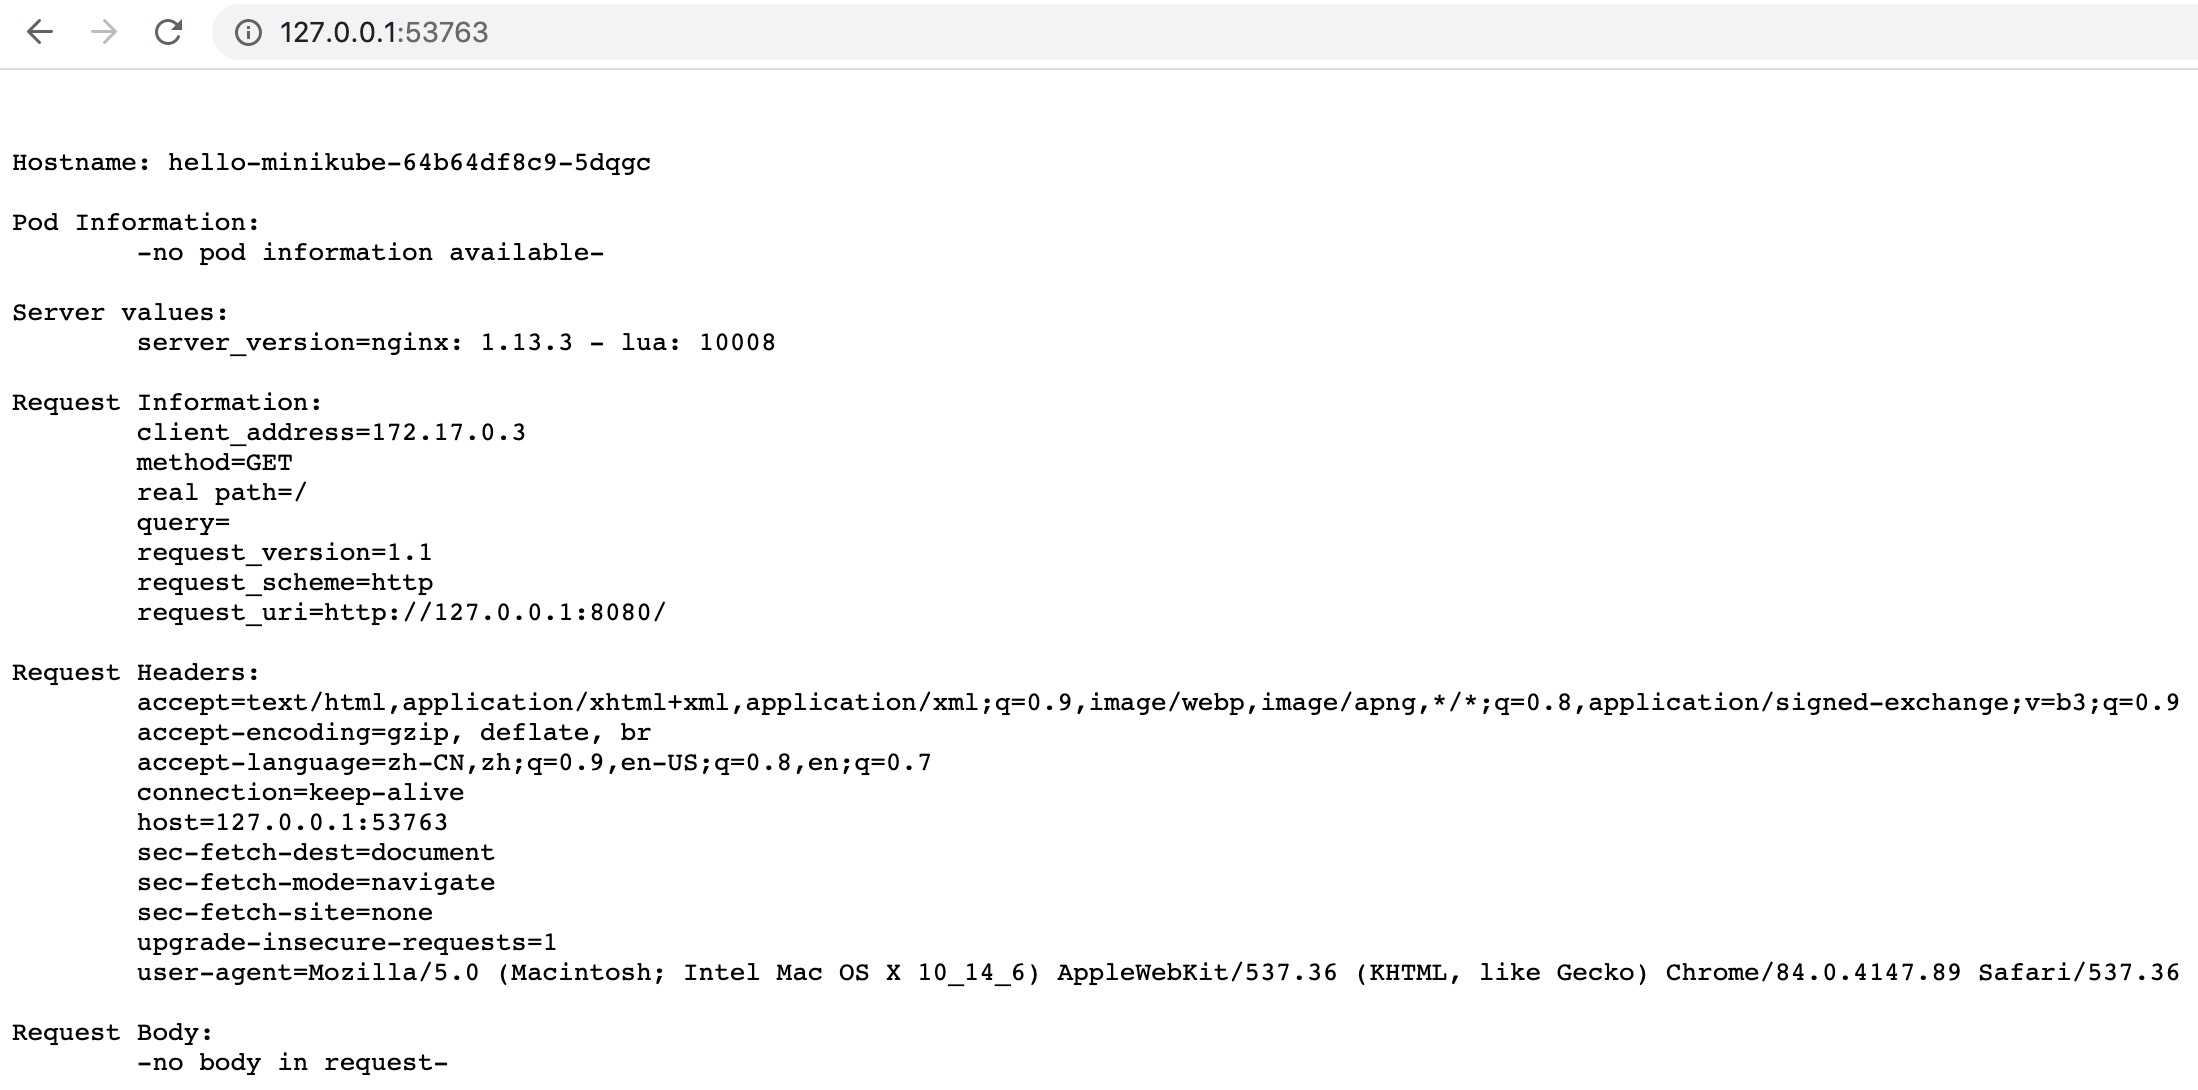 127.0.0.1:53763
Hostname: hello-minikube-64b64df8c9-5dqgc
Pod Information:
-no pod information available-
Server values:
server_version=nginx: 1.13.3 - lua: 10008
Request Information:
client_address=172.17.0.3
method=GET
real path=/
query=
request_version=1.1
request_scheme=http
request_uri=http://127.0.0.1:8080/
Request Headers:
accept=text/html,application/xhtml+xml,application/xml;q=0.9,image/webp,image/apng,*/*;q=0.8,application/signed-exchange;v=b3;q=0.9
accept-encoding=gzip, deflate, br
accept-language=zh-CN,zh;q=0.9,en-US;q=0.8,en;q=0.7
connection=keep-alive
host=127.0.0.1:53763
sec-fetch-dest=document
sec-fetch-mode=navigate
sec-fetch-site=none
upgrade-insecure-requests=1
user-agent=Mozilla/5.0 (Macintosh; Intel Mac OS X 10_14_6) AppleWebKit/537.36 (KHTML, like Gecko) Chrome/84.0.4147.89 Safari/537.36
Request Body:
-no body in request-